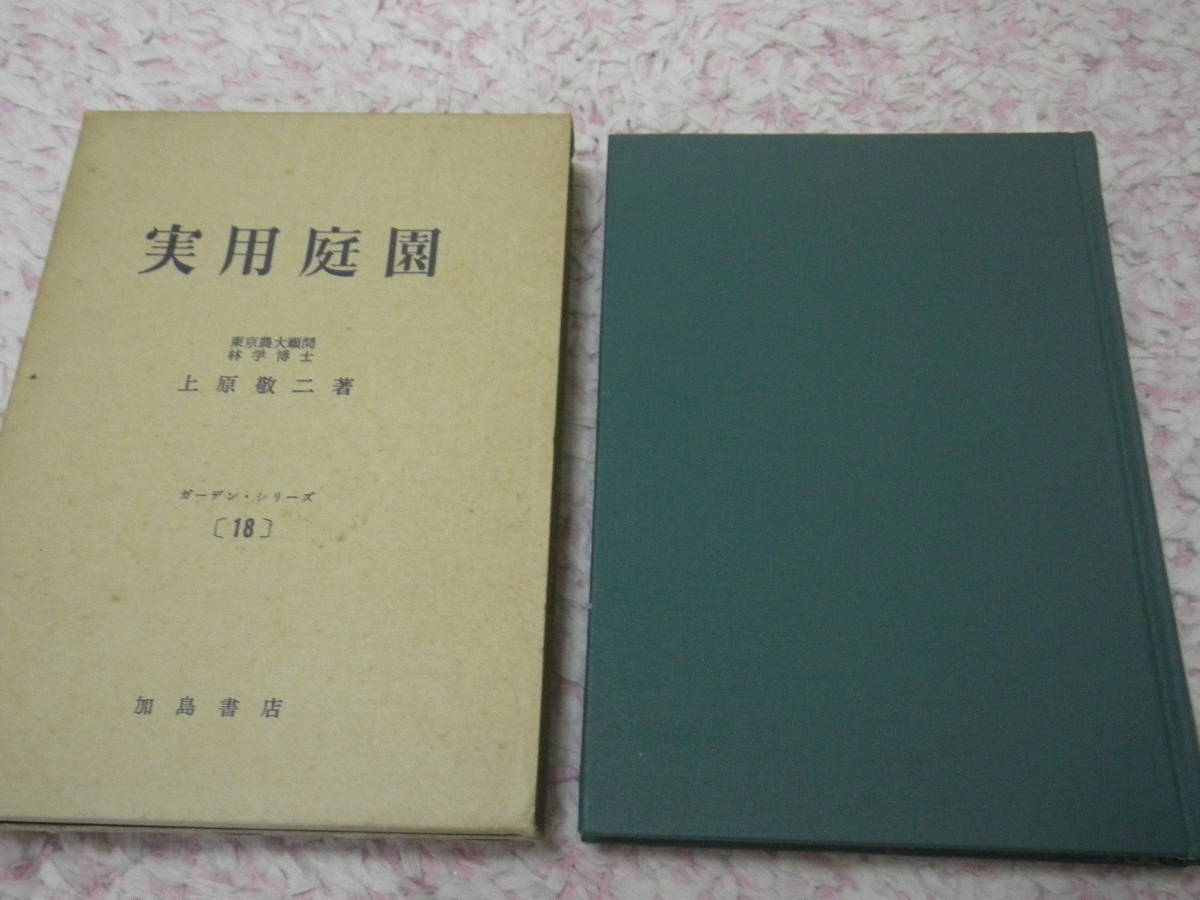 実用庭園
東京農大顧問
林学博士
上原敬二著
ガーデン・シリーズ
〔18〕
加島書店